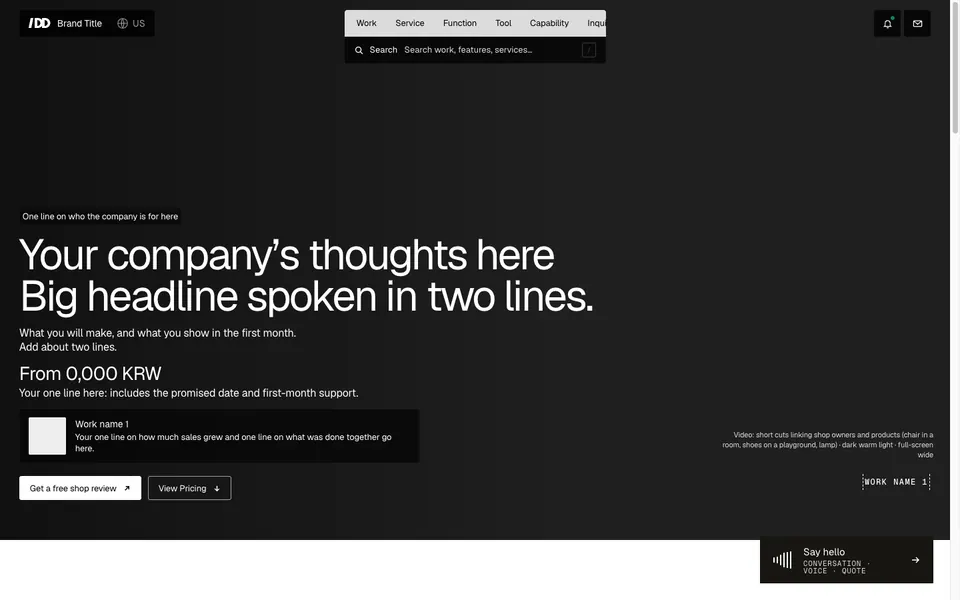 IDD Brand Title US
Work Service Function Tool Capability Inqui
Search Search work, features, services... /
One line on who the company is for here
Your company's thoughts here
Big headline spoken in two lines.
What you will make, and what you show in the first month.
Add about two lines.
From 0,000 KRW
Your one line here: includes the promised date and first-month support.
Work name 1
Your one line on how much sales grew and one line on what was done together go
here.
Get a free shop review
View Pricing
Video: short cuts linking shop owners and products (chair in a
room, shoes on a playground, lamp) · dark warm light · full-screen
wide
WORK NAME 1
Say hello
CONVERSATION ·
VOICE · QUOTE